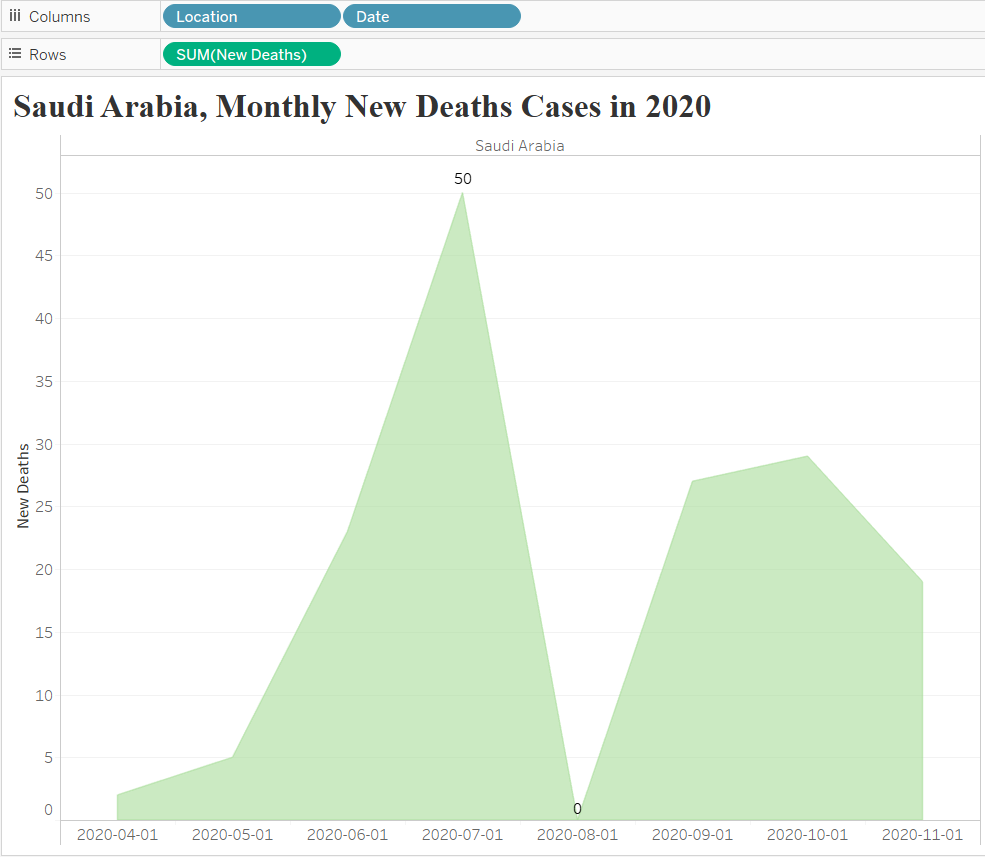 Columns Location Date
Rows SUM(New Deaths)
Saudi Arabia, Monthly New Deaths Cases in 2020
Saudi Arabia
50
50
45
40
35
30
25
20
15
10
5
0
0
New Deaths
2020-04-01 2020-05-01 2020-06-01 2020-07-01 2020-08-01 2020-09-01 2020-10-01 2020-11-01